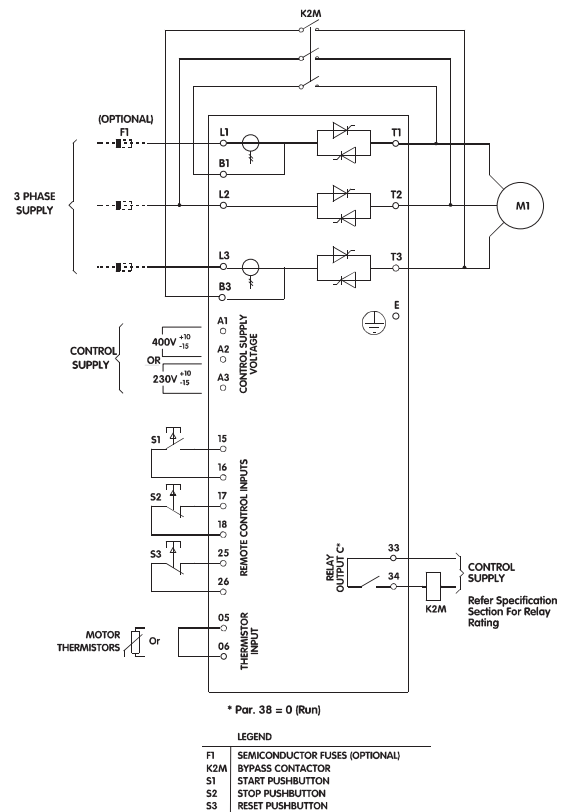 K2M
(OPTIONAL)
F1
L1
T1
B1
3 PHASE
SUPPLY
L2
T2
M1
L3
T3
B3
E
A1
CONTROL
SUPPLY
400V +10 -15
OR
230V +10 -15
A2
A3
CONTROL SUPPLY
VOLTAGE
S1
15
16
S2
17
18
S3
25
26
REMOTE CONTROL INPUTS
RELAY
OUTPUT C*
33
34
K2M
CONTROL
SUPPLY
Refer Specification
Section For Relay
Rating
MOTOR
THERMISTORS
Or
05
06
THERMISTOR
INPUT
* Par. 38 = 0 (Run)
LEGEND
F1 SEMICONDUCTOR FUSES (OPTIONAL)
K2M BYPASS CONTACTOR
S1 START PUSHBUTTON
S2 STOP PUSHBUTTON
S3 RESET PUSHBUTTON